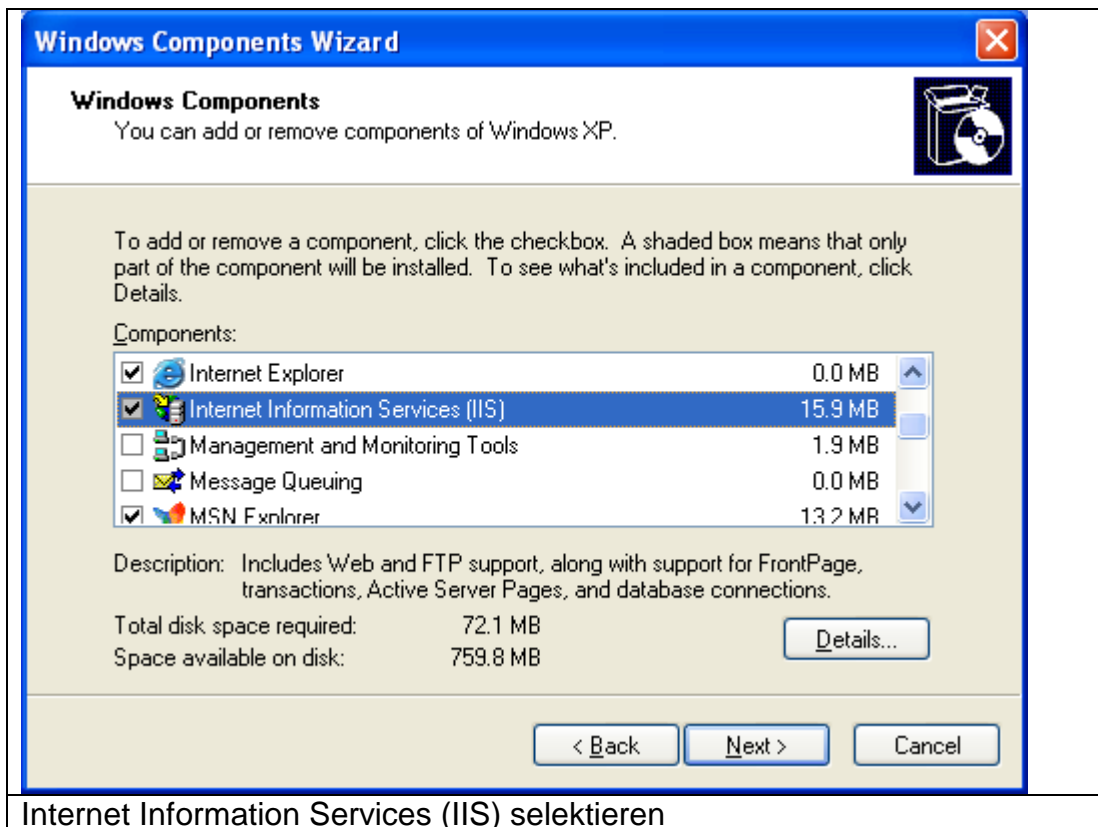 Windows Components Wizard
Windows Components
You can add or remove components of Windows XP.
To add or remove a component, click the checkbox. A shaded box means that only
part of the component will be installed. To see what's included in a component, click
Details.
Components:
Internet Explorer 0.0 MB
Internet Information Services (IIS) 15.9 MB
Management and Monitoring Tools 1.9 MB
Message Queuing 0.0 MB
MSN Explorer 13.2 MB
Description: Includes Web and FTP support, along with support for FrontPage,
transactions, Active Server Pages, and database connections.
Total disk space required: 72.1 MB
Space available on disk: 759.8 MB
Details...
< Back Next > Cancel
Internet Information Services (IIS) selektieren